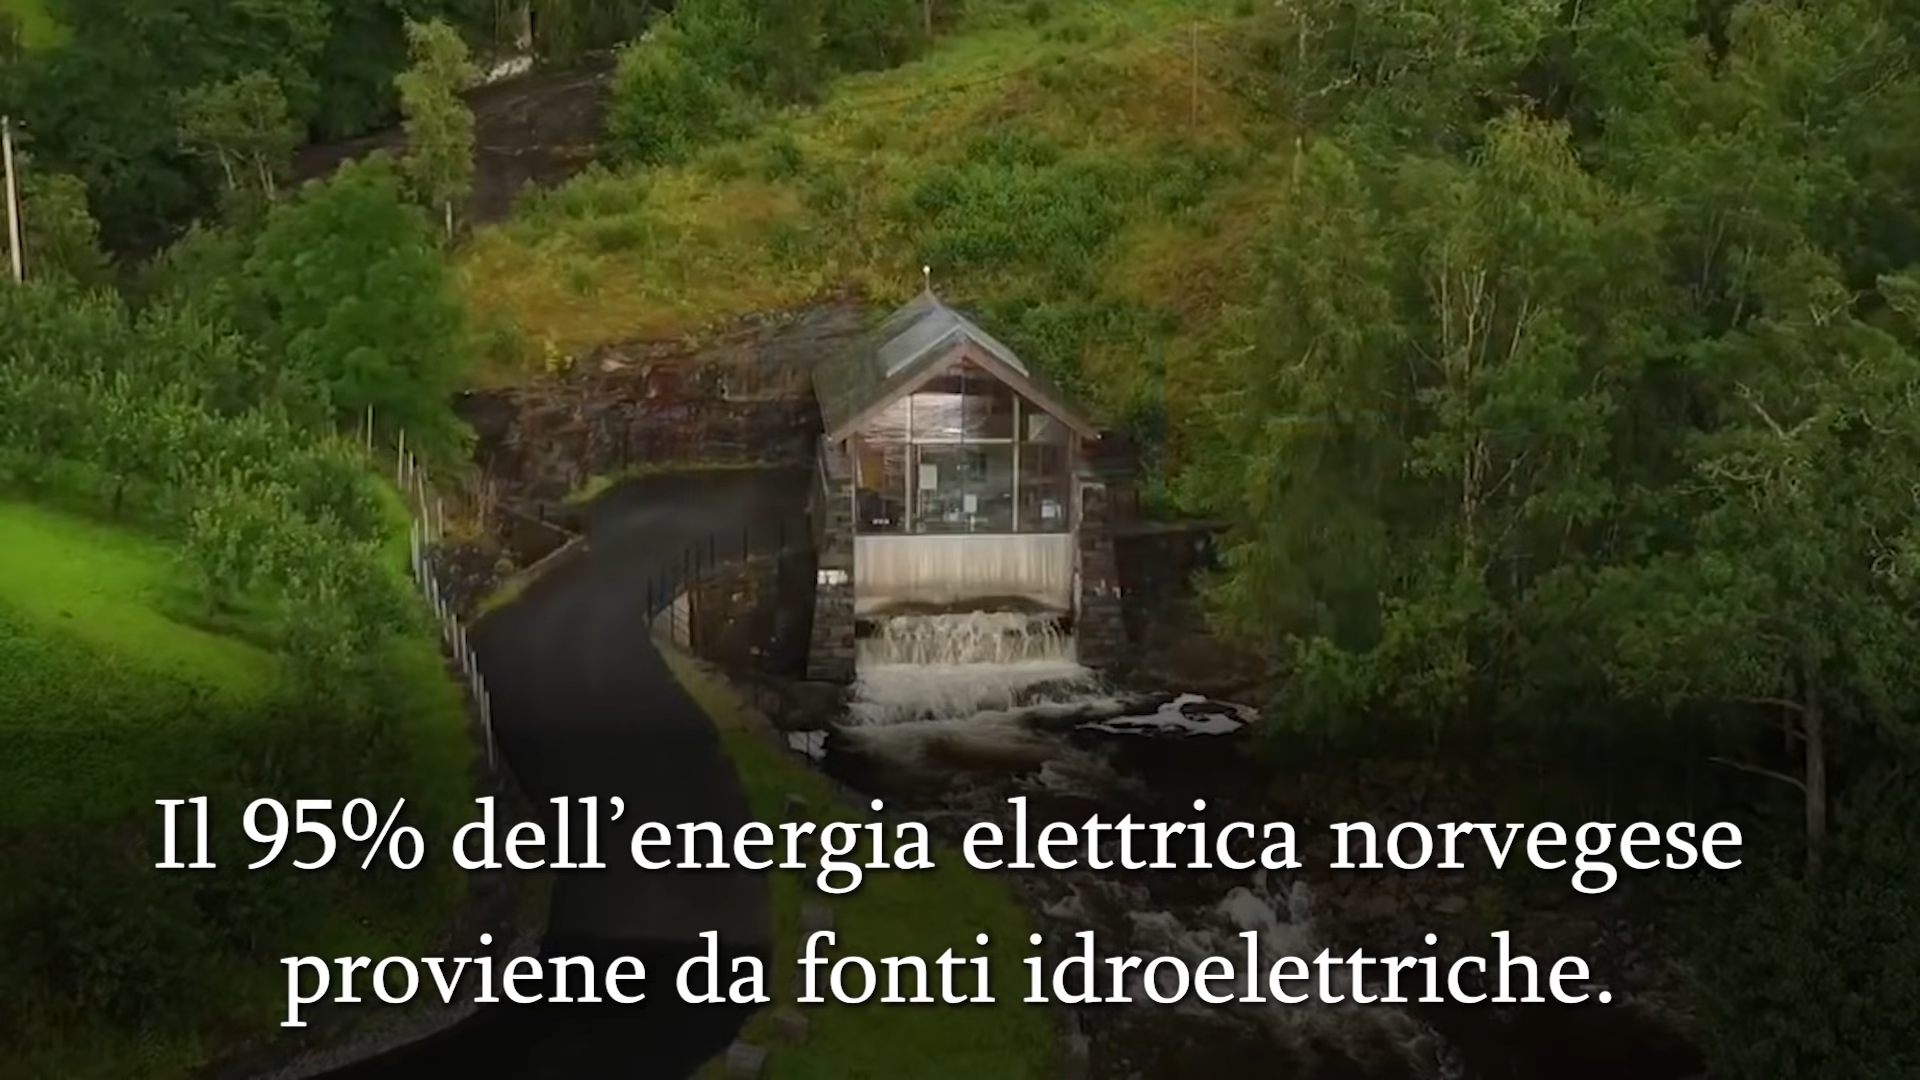 Il 95% dell’energia elettrica norvegese
proviene da fonti idroelettriche.